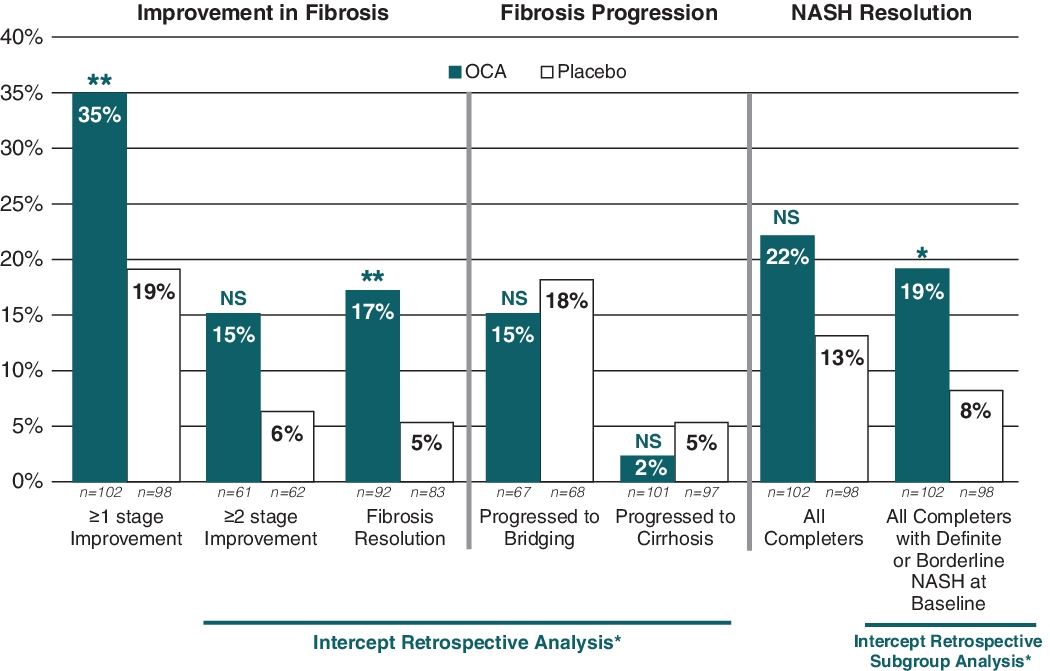 Improvement in Fibrosis
Fibrosis Progression
NASH Resolution
40%
35%
30%
25%
20%
15%
10%
5%
0%
OCA
Placebo
**
35%
19%
NS
15%
6%
**
17%
5%
NS
15%
18%
NS
2%
5%
NS
22%
13%
*
19%
8%
n=102 n=98
n=61 n=62
n=92 n=83
n=67 n=68
n=101 n=97
n=102 n=98
n=102 n=98
≥1 stage
Improvement
≥2 stage
Improvement
Fibrosis
Resolution
Progressed to
Bridging
Progressed to
Cirrhosis
All
Completers
All Completers
with Definite
or Borderline
NASH at
Baseline
Intercept Retrospective Analysis*
Intercept Retrospective
Subgroup Analysis*